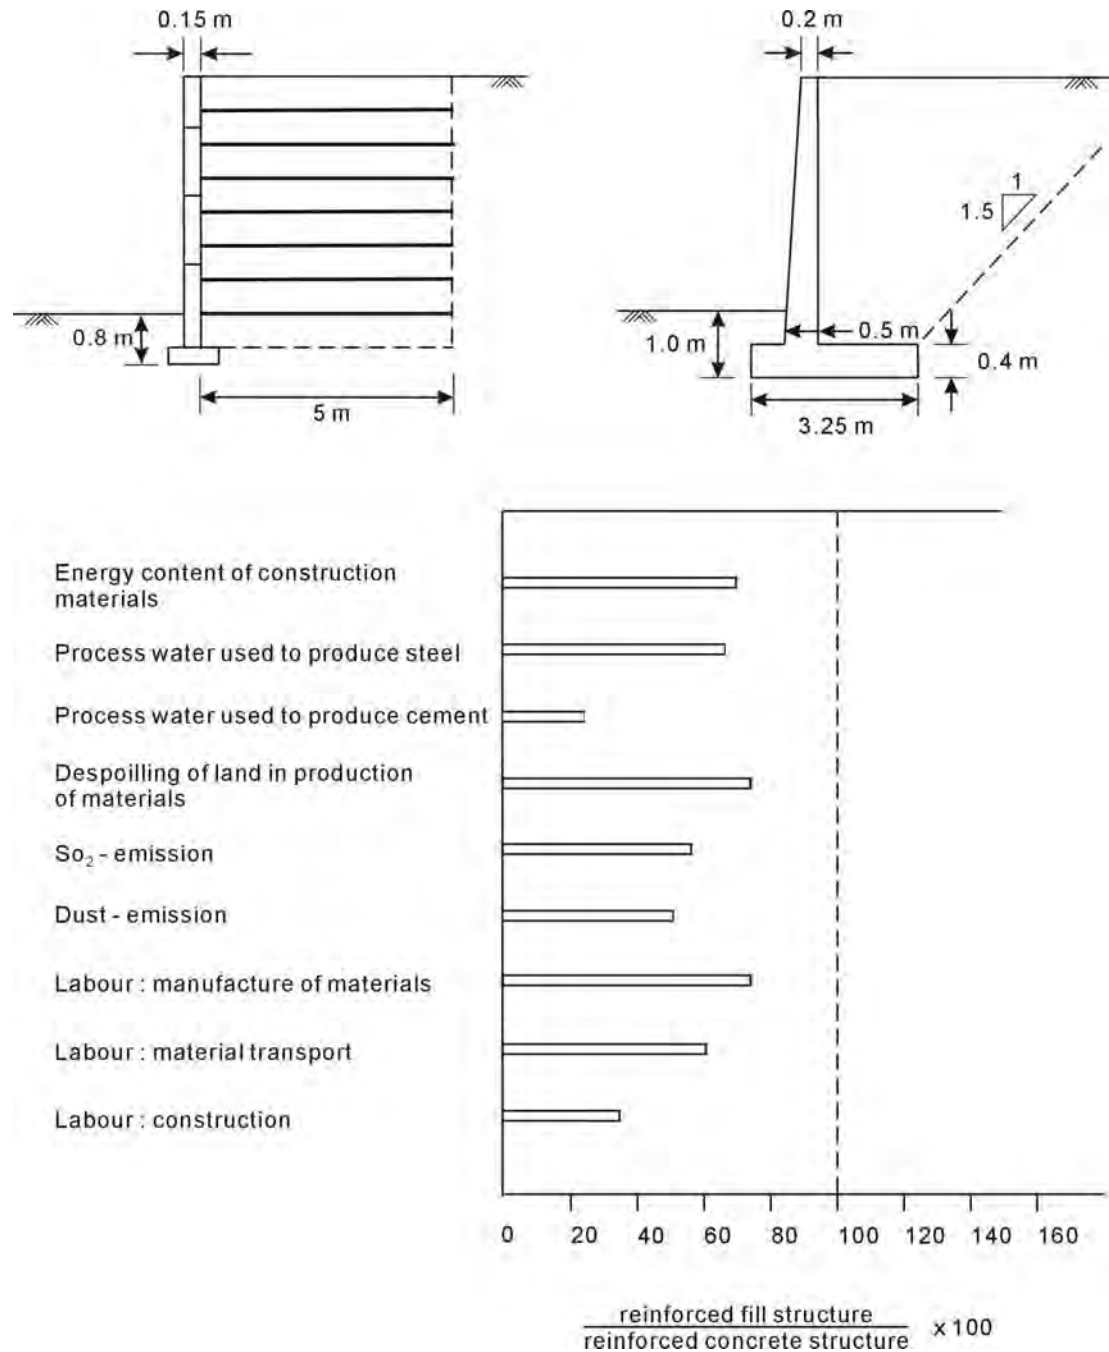 0.15 m
0.2 m
0.8 m
5 m
1
1.5
1.0 m
0.5 m
0.4 m
3.25 m
Energy content of construction
materials
Process water used to produce steel
Process water used to produce cement
Despoilling of land in production
of materials
So₂ - emission
Dust - emission
Labour : manufacture of materials
Labour : material transport
Labour : construction
0 20 40 60 80 100 120 140 160
reinforced fill structure
reinforced concrete structure
x 100